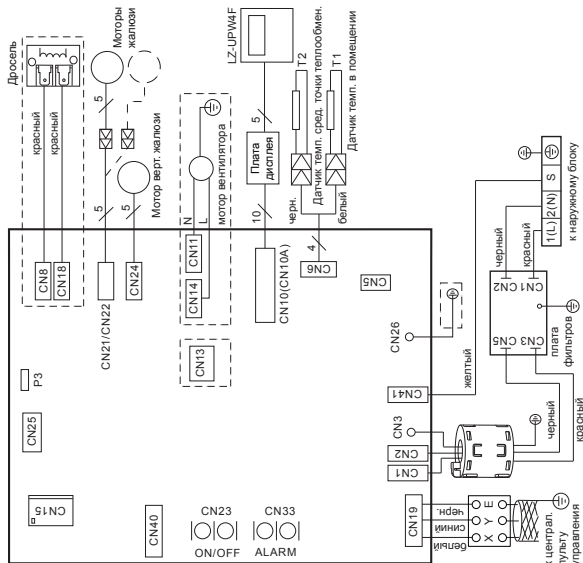 Дросель
красный
красный
CN8
CN18
Моторы
жалюзи
5
5
5
Мотор верт. жалюзи
CN21/CN22
CN24
N
L
мотор вентилятора
CN11
CN14
CN13
LZ-UPW4F
5
Плата
дисплея
10
CN10(CN10A)
T2
Датчик темп. сред. точки теплообмен.
T1
Датчик темп. в помещении
черн.
белый
4
CN6
CN5
P3
CN25
CN15
CN40
CN23
ON/OFF
CN33
ALARM
CN26
CN41
желтый
CN3
CN2
CN1
CN19
белый
синий
черн.
X
Y
E
к централ.
пульту
управления
черный
красный
CN5
CN3
CN1
CN2
плата
фильтров
черный
красный
1(L)
2(N)
S
к наружному блоку